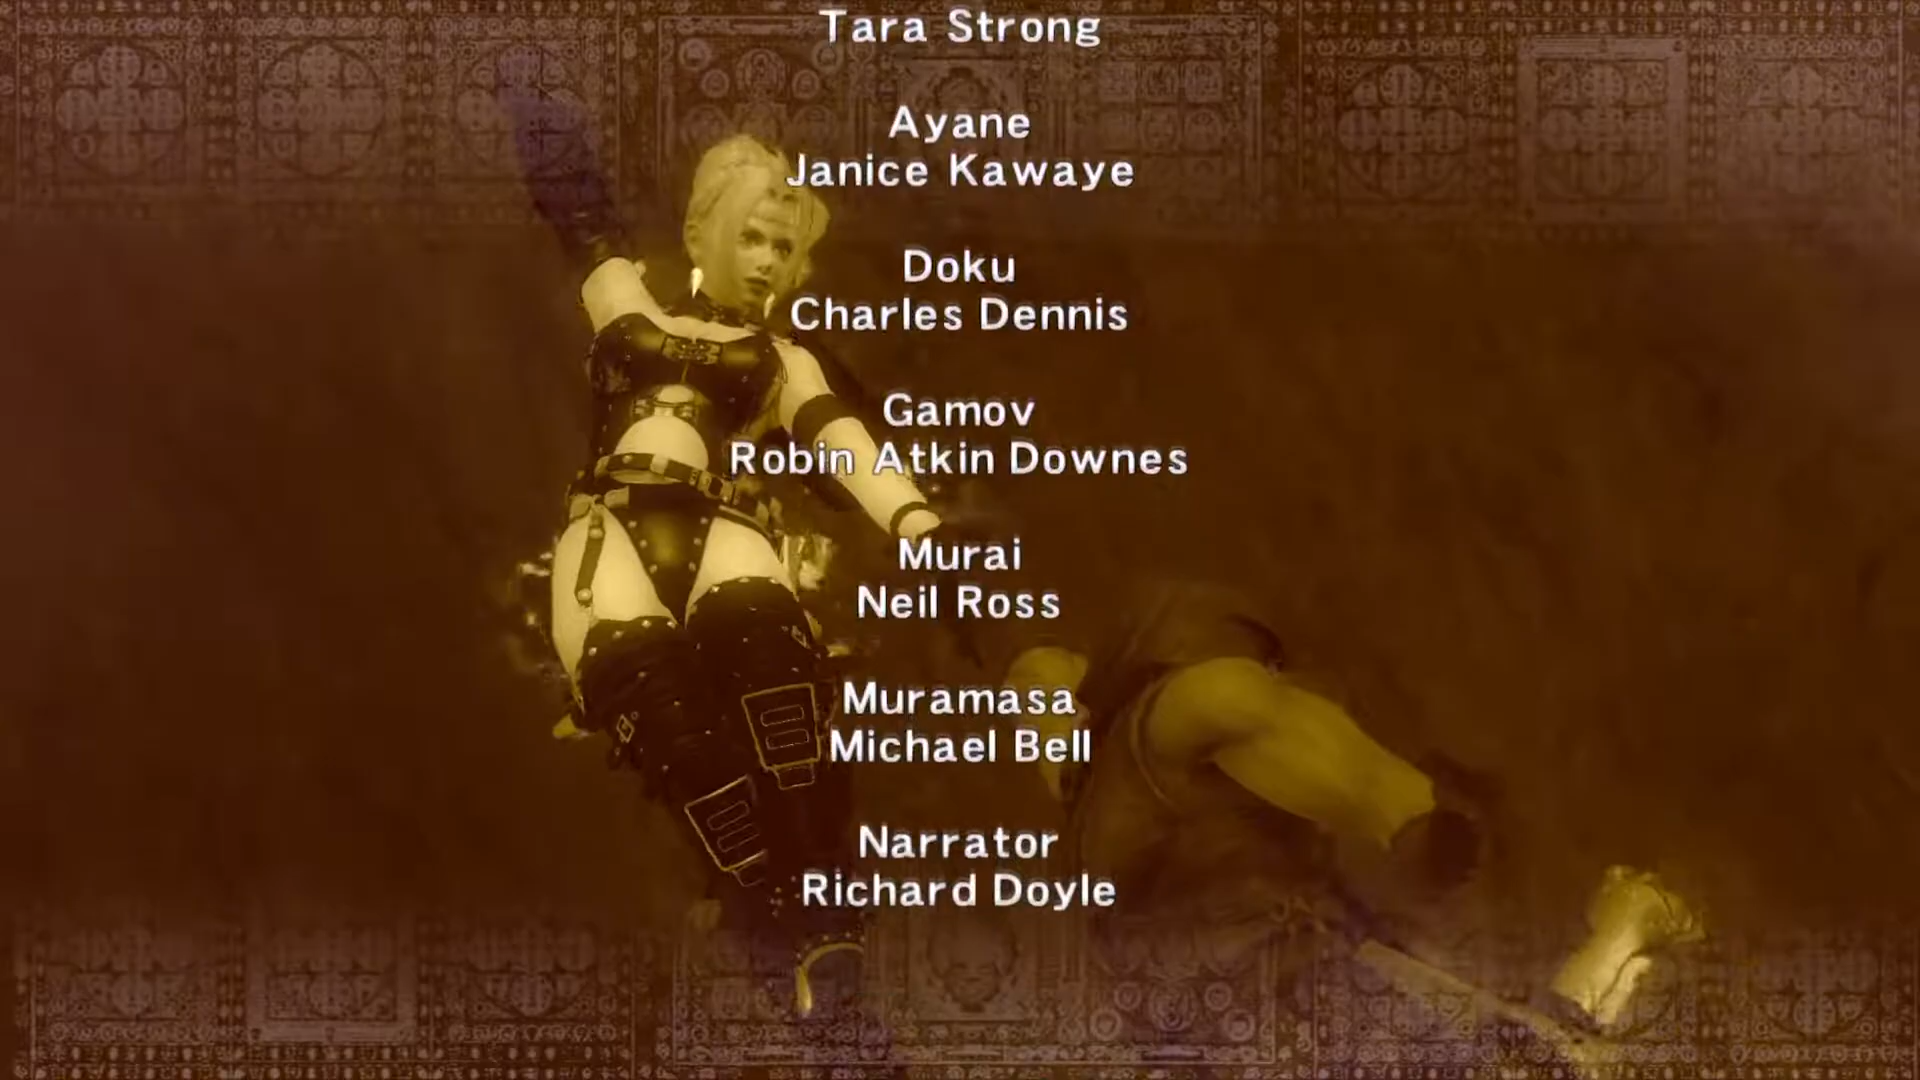 Tara Strong
Ayane
Janice Kawaye
Doku
Charles Dennis
Gamov
Robin Atkin Downes
Murai
Neil Ross
Muramasa
Michael Bell
Narrator
Richard Doyle